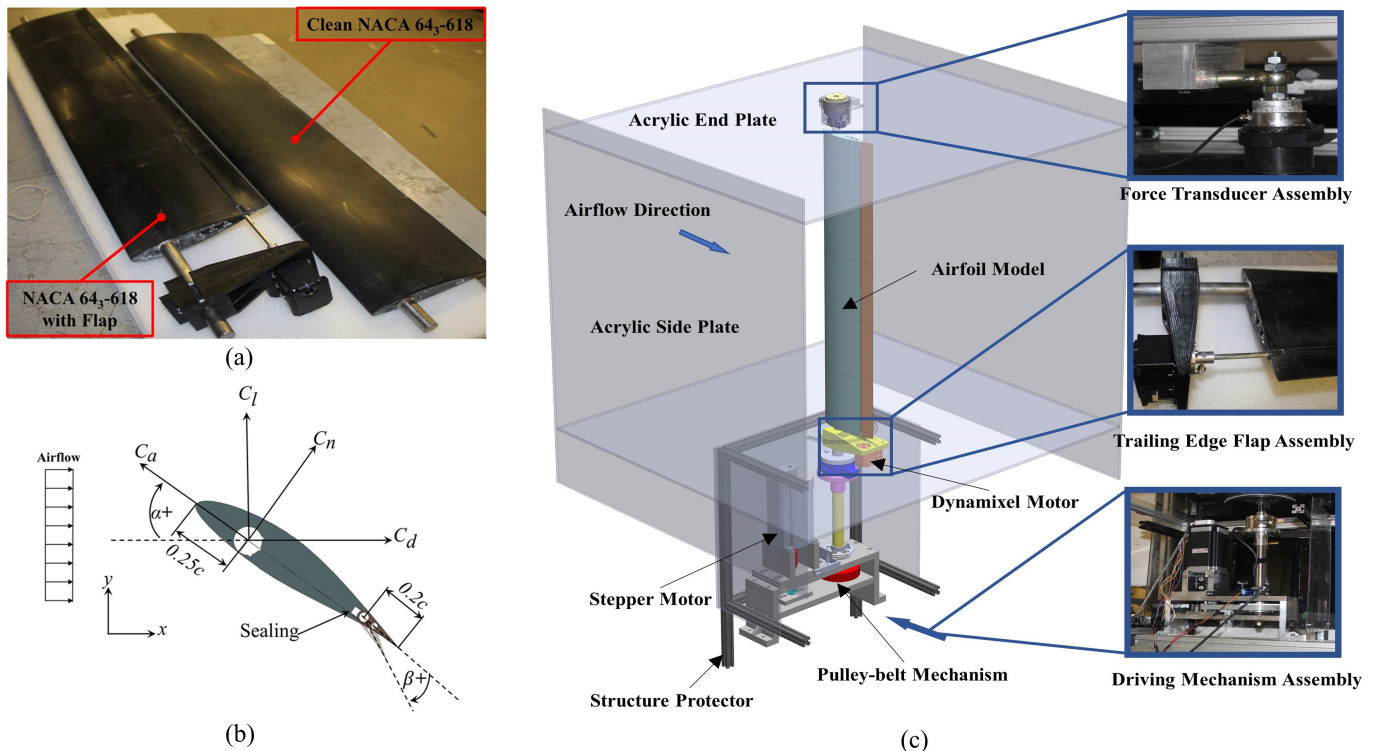 Clean NACA 64₃-618
NACA 64₃-618
with Flap
(a)
C_l
C_n
C_a
Airflow
α+
0.25c
C_d
0.2c
y
x
Sealing
β+
(b)
Acrylic End Plate
Airflow Direction
Acrylic Side Plate
Airfoil Model
Dynamixel Motor
Stepper Motor
Pulley-belt Mechanism
Structure Protector
Force Transducer Assembly
Trailing Edge Flap Assembly
Driving Mechanism Assembly
(c)